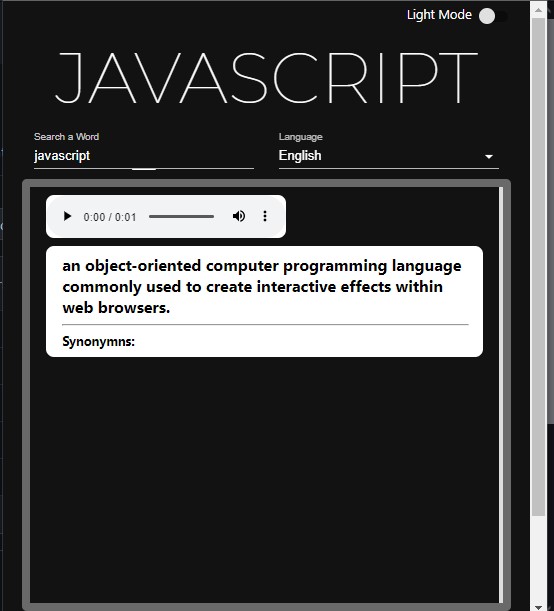 Light Mode
JAVASCRIPT
Search a Word
Language
javascript
English
0:00 / 0:01
an object-oriented computer programming language
commonly used to create interactive effects within
web browsers.
Synonymns: